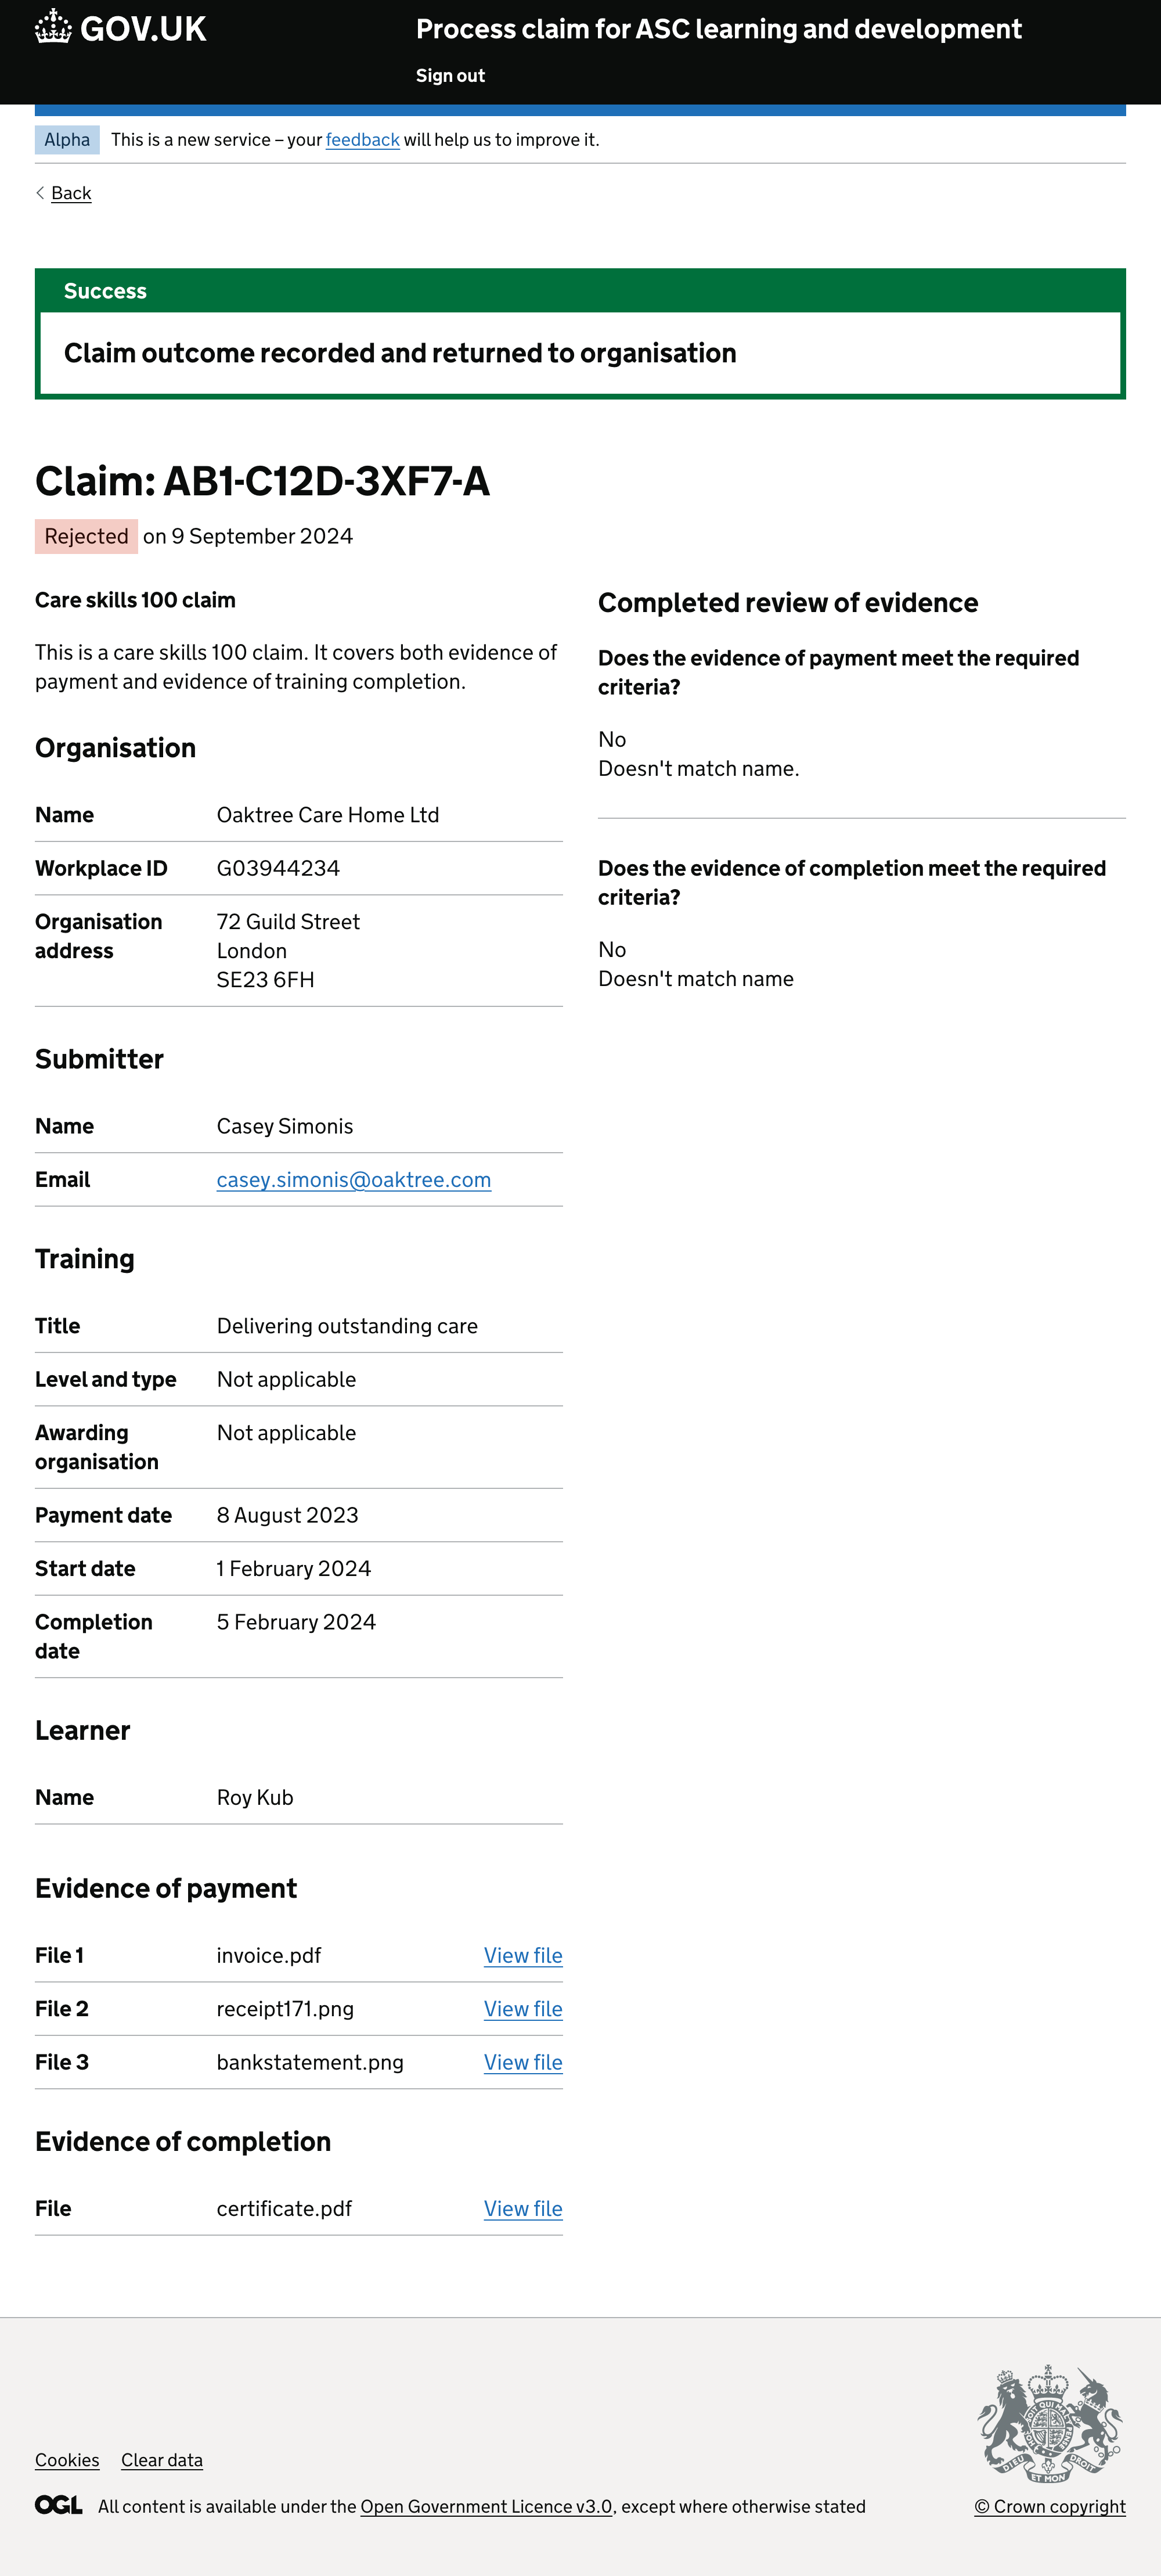 GOV.UK
Process claim for ASC learning and development
Sign out
Alpha This is a new service – your feedback will help us to improve it.
Back
Success
Claim outcome recorded and returned to organisation
Claim: AB1-C12D-3XF7-A
Rejected on 9 September 2024
Care skills 100 claim
This is a care skills 100 claim. It covers both evidence of
payment and evidence of training completion.
Organisation
Name Oaktree Care Home Ltd
Workplace ID G03944234
Organisation
address
72 Guild Street
London
SE23 6FH
Submitter
Name Casey Simonis
Email casey.simonis@oaktree.com
Training
Title Delivering outstanding care
Level and type Not applicable
Awarding
organisation
Not applicable
Payment date 8 August 2023
Start date 1 February 2024
Completion
date
5 February 2024
Learner
Name Roy Kub
Evidence of payment
File 1 invoice.pdf View file
File 2 receipt171.png View file
File 3 bankstatement.png View file
Evidence of completion
File certificate.pdf View file
Completed review of evidence
Does the evidence of payment meet the required
criteria?
No
Doesn't match name.
Does the evidence of completion meet the required
criteria?
No
Doesn't match name
Cookies Clear data
OGL All content is available under the Open Government Licence v3.0, except where otherwise stated
DIEU ET MON DROIT
© Crown copyright